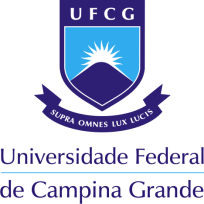 UFCG
SUPRA OMNES LUX LUCIS
Universidade Federal
de Campina Grande